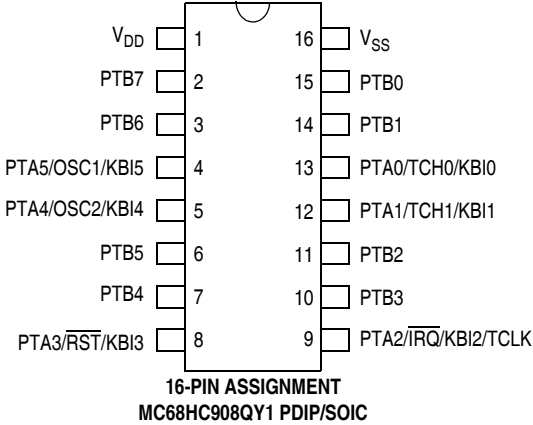 V_DD 1 16 V_SS
PTB7 2 15 PTB0
PTB6 3 14 PTB1
PTA5/OSC1/KBI5 4 13 PTA0/TCH0/KBI0
PTA4/OSC2/KBI4 5 12 PTA1/TCH1/KBI1
PTB5 6 11 PTB2
PTB4 7 10 PTB3
PTA3/R̅S̅T̅/KBI3 8 9 PTA2/I̅R̅Q̅/KBI2/TCLK
16-PIN ASSIGNMENT
MC68HC908QY1 PDIP/SOIC